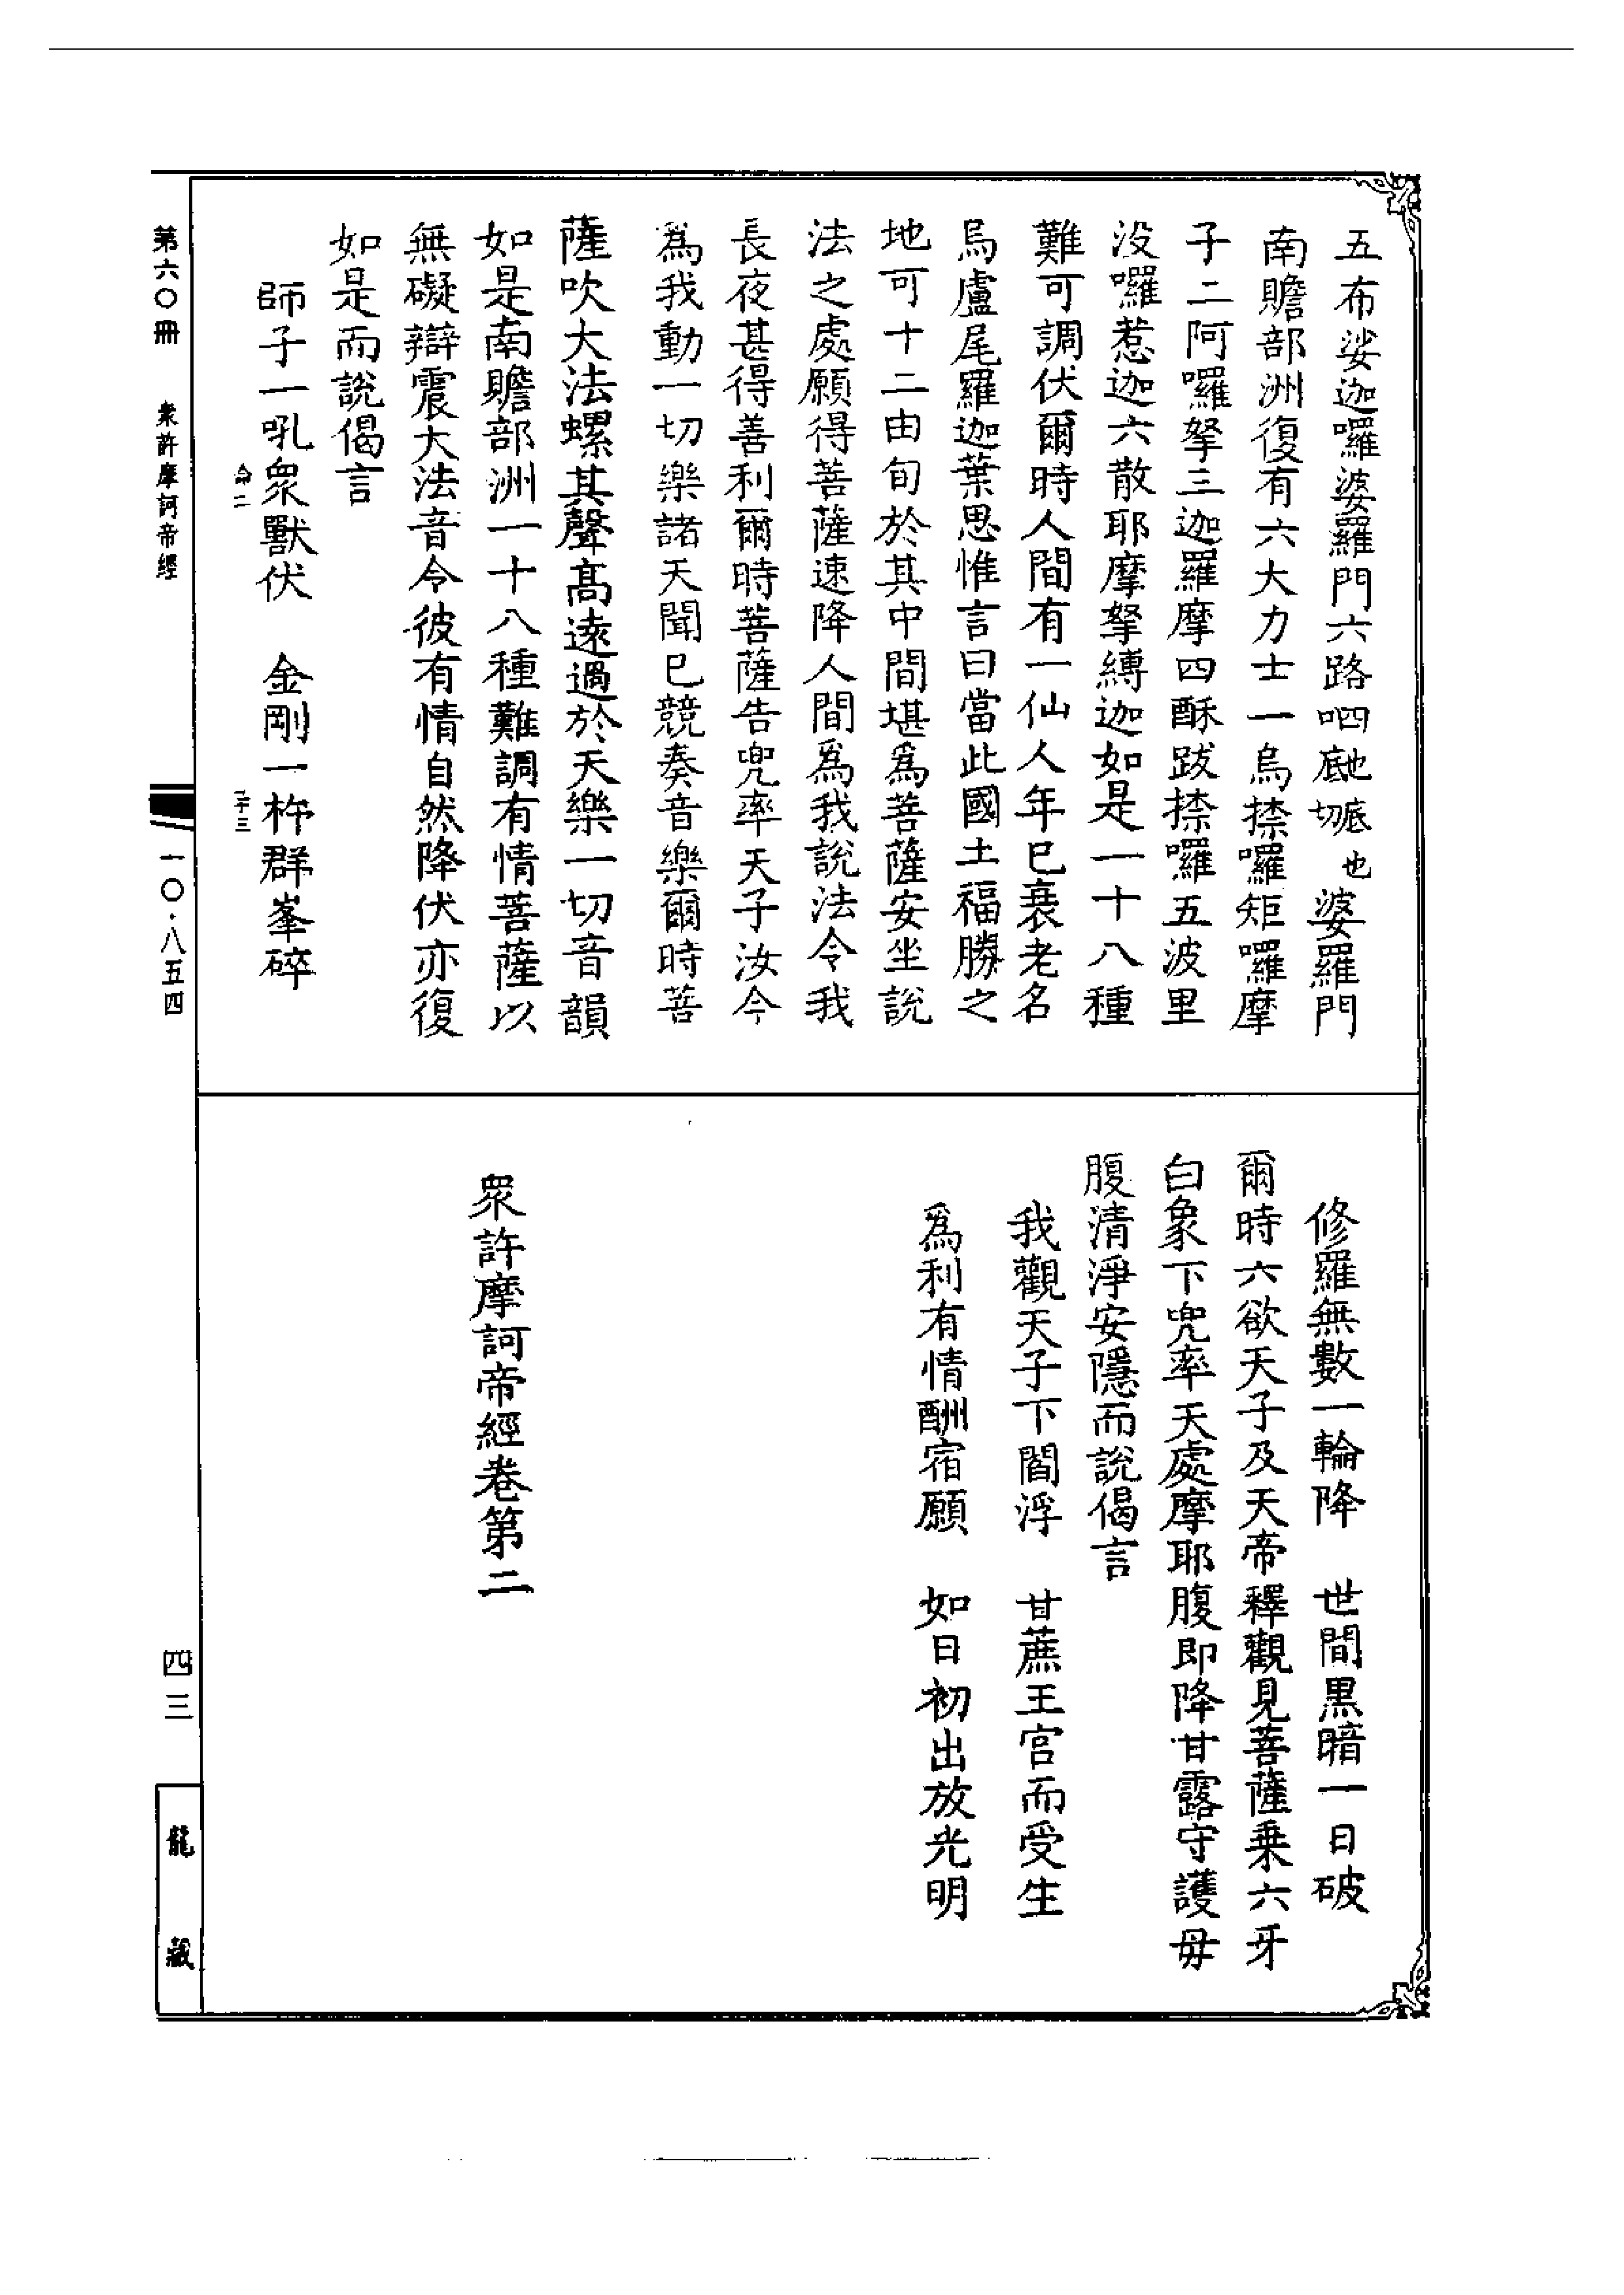 五布娑迦囉婆羅門六路呬底也切底也婆羅門
南贍部洲復有六大力士一烏捺囉矩囉摩
子二阿囉拏三迦羅摩四酥跋捺囉五波里
沒囉惹迦六散耶摩拏縛迦如是一十八種
難可調伏爾時人間有一仙人年已衰老名
烏盧尾羅迦葉思惟言曰當此國土福勝之
地可十二由旬於其中間堪爲菩薩安坐說
法之處願得菩薩速降人間爲我說法令我
長夜甚得善利爾時菩薩告兜率天子汝今
爲我動一切樂諸天聞已競奏音樂爾時菩
薩吹大法螺其聲高遠過於天樂一切音韻
如是南贍部洲一十八種難調有情菩薩以
無礙辯震大法音令彼有情自然降伏亦復
如是而說偈言
師子一吼衆獸伏　金剛一杵群峯碎
修羅無數一輪降　世間黑暗一日破
爾時六欲天子及天帝釋觀見菩薩乗六牙
白象下兜率天處摩耶腹即降甘露守護毋
腹清淨安隱而說偈言
我觀天子下閻浮　甘蔗王宮而受生
爲利有情酬宿願　如日初出放光明
衆許摩訶帝經卷第二
第六〇冊　衆許摩訶帝經　一〇·八五四　四三　龍藏